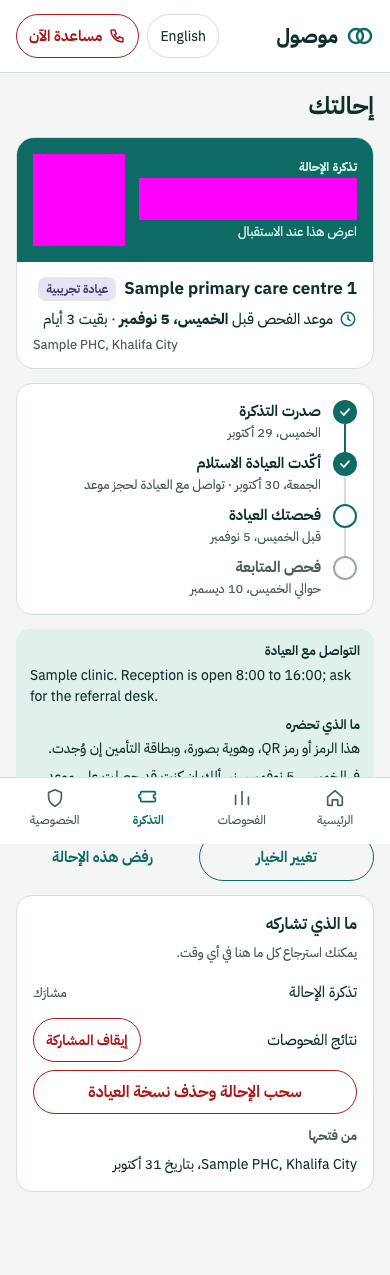 موصول
English
مساعدة الآن
إحالتك
تذكرة الإحالة
اعرض هذا عند الاستقبال
Sample primary care centre 1
عيادة تجريبية
موعد الفحص قبل الخميس، 5 نوفمبر · بقيت 3 أيام
Sample PHC, Khalifa City
صدرت التذكرة
الخميس، 29 أكتوبر
أكّدت العيادة الاستلام
الجمعة، 30 أكتوبر · تواصل مع العيادة لحجز موعد
فحصتك العيادة
قبل الخميس، 5 نوفمبر
فحص المتابعة
حوالي الخميس، 10 ديسمبر
التواصل مع العيادة
Sample clinic. Reception is open 8:00 to 16:00; ask
for the referral desk.
ما الذي تحضره
هذا الرمز أو رمز QR، وهوية بصورة، وبطاقة التأمين إن وُجدت.
الرئيسية
الفحوصات
التذكرة
الخصوصية
تغيير الخيار
رفض هذه الإحالة
ما الذي تشاركه
يمكنك استرجاع كل ما هنا في أي وقت.
تذكرة الإحالة
مشارَك
نتائج الفحوصات
إيقاف المشاركة
سحب الإحالة وحذف نسخة العيادة
من فتحها
Sample PHC, Khalifa City، بتاريخ 31 أكتوبر